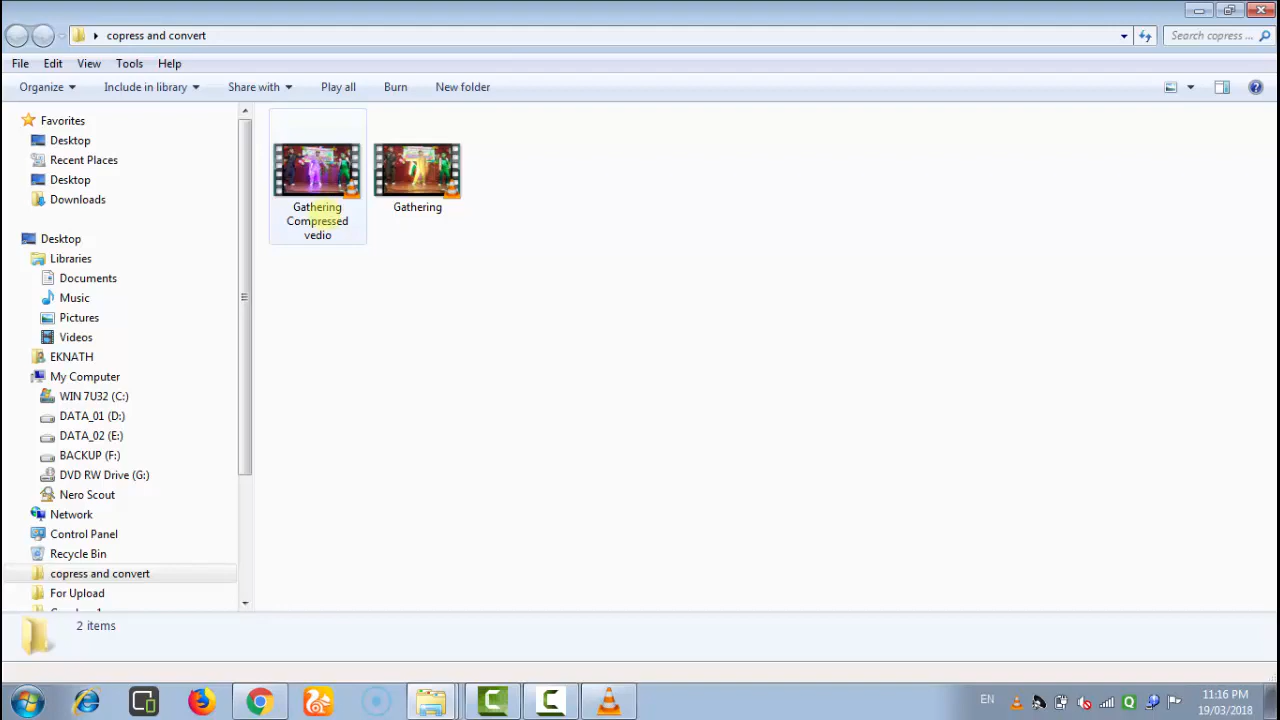 copress and convert
Search copress ...
File Edit View Tools Help
Organize Include in library Share with Play all Burn New folder
Favorites
Desktop
Recent Places
Desktop
Downloads
Desktop
Libraries
Documents
Music
Pictures
Videos
EKNATH
My Computer
WIN 7U32 (C:)
DATA_01 (D:)
DATA_02 (E:)
BACKUP (F:)
DVD RW Drive (G:)
Nero Scout
Network
Control Panel
Recycle Bin
copress and convert
For Upload
Gathering
Compressed
vedio
Gathering
2 items
EN
11:16 PM
19/03/2018